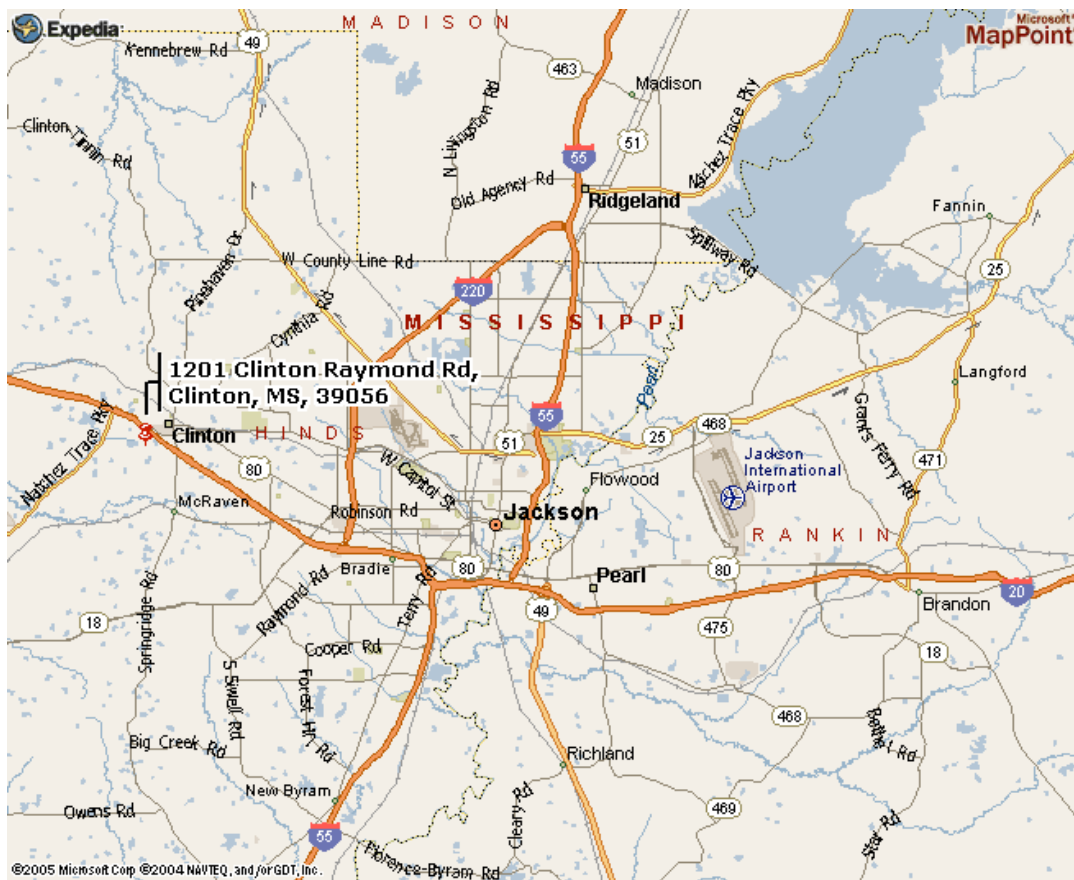 Expedia
Microsoft®
MapPoint®
MADISON
Kennebrew Rd
49
463
Madison
N Livingston Rd
51
Natchez Trace Pky
Clinton Tinnin Rd
55
Old Agency Rd
Ridgeland
Fannin
Pinehaven Dr
W County Line Rd
Spillway Rd
25
220
Cynthia Rd
MISSISSIPPI
1201 Clinton Raymond Rd,
Clinton, MS, 39056
Pearl
Langford
55
468
Grants Ferry Rd
Natchez Trace Pky
Clinton
HINDS
51
25
W Capitol St
80
Jackson
International
Airport
471
Flowood
McRaven
Robinson Rd
Jackson
RANKIN
Bradie
80
Pearl
80
20
Raymond Rd
Terry Rd
49
Brandon
18
Springridge Rd
475
Cooper Rd
18
S Siwell Rd
Forest Hill Rd
468
Bethel Rd
Big Creek Rd
Richland
New Byram
Owens Rd
469
Cleary Rd
Star Rd
55
Florence-Byram Rd
©2005 Microsoft Corp ©2004 NAVTEQ, and/or GDT, Inc.